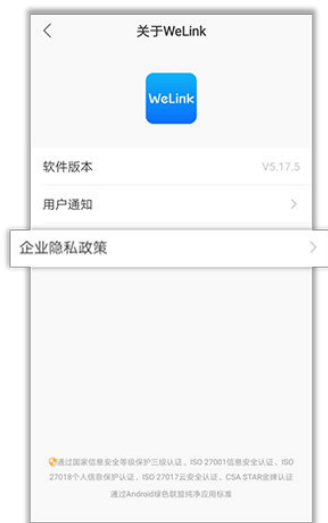 关于WeLink
WeLink
软件版本 V5.17.5
用户通知
企业隐私政策
通过国家信息安全等级保护三级认证，ISO 27001信息安全认证，ISO
27018个人信息保护认证，ISO 27017云安全认证，CSA STAR金牌认证
通过Android绿色联盟纯净应用标准